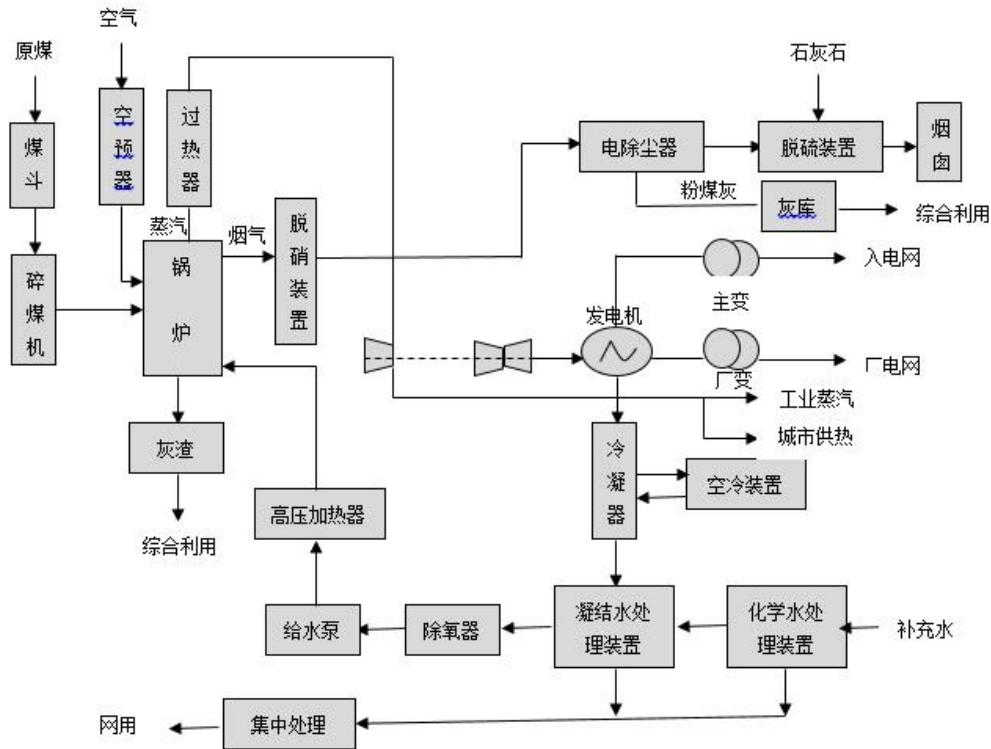 空气
原煤
石灰石
空预器
过热器
煤斗
电除尘器
脱硫装置
烟囱
粉煤灰
灰库
综合利用
蒸汽
烟气
脱硝装置
锅炉
碎煤机
入电网
主变
发电机
厂变
厂电网
工业蒸汽
城市供热
灰渣
冷凝器
空冷装置
高压加热器
综合利用
给水泵
除氧器
凝结水处
理装置
化学水处
理装置
补充水
网用
集中处理